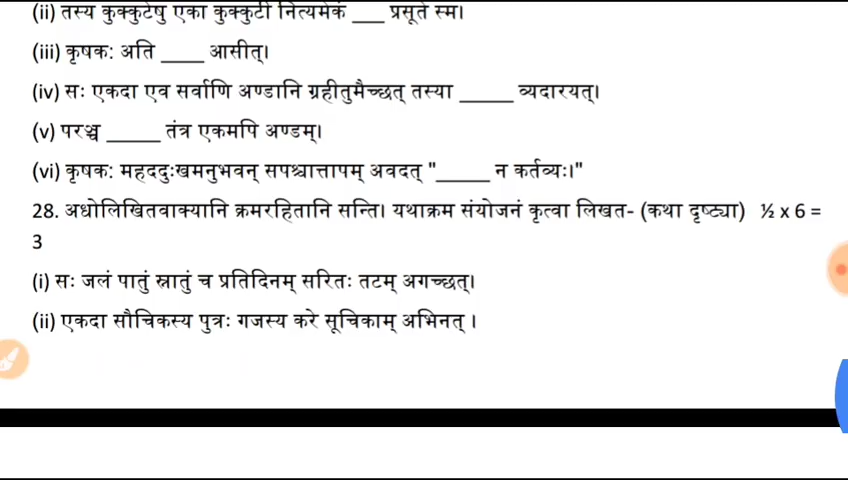 (ii) तस्य कुक्कुटेषु एका कुक्कुटी नित्यमेकं ___ प्रसूते स्म।
(iii) कृषक: अति _____ आसीत्।
(iv) सः एकदा एव सर्वाणि अण्डानि ग्रहीतुमैच्छत् तस्या ______ व्यदारयत्।
(v) परञ्च ______ तंत्र एकमपि अण्डम्।
(vi) कृषक: महददुःखमनुभवन् सपश्चात्तापम् अवदत् "______ न कर्तव्यः।"
28. अधोलिखितवाक्यानि क्रमरहितानि सन्ति। यथाक्रम संयोजनं कृत्वा लिखत- (कथा दृष्ट्या) ½ x 6 =
3
(i) सः जलं पातुं स्नातुं च प्रतिदिनम् सरितः तटम् अगच्छत्।
(ii) एकदा सौचिकस्य पुत्रः गजस्य करे सूचिकाम् अभिनत् ।